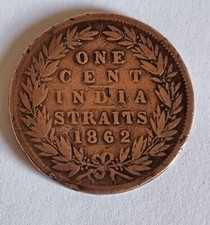 ONE
CENT
INDIA
STRAITS
1862